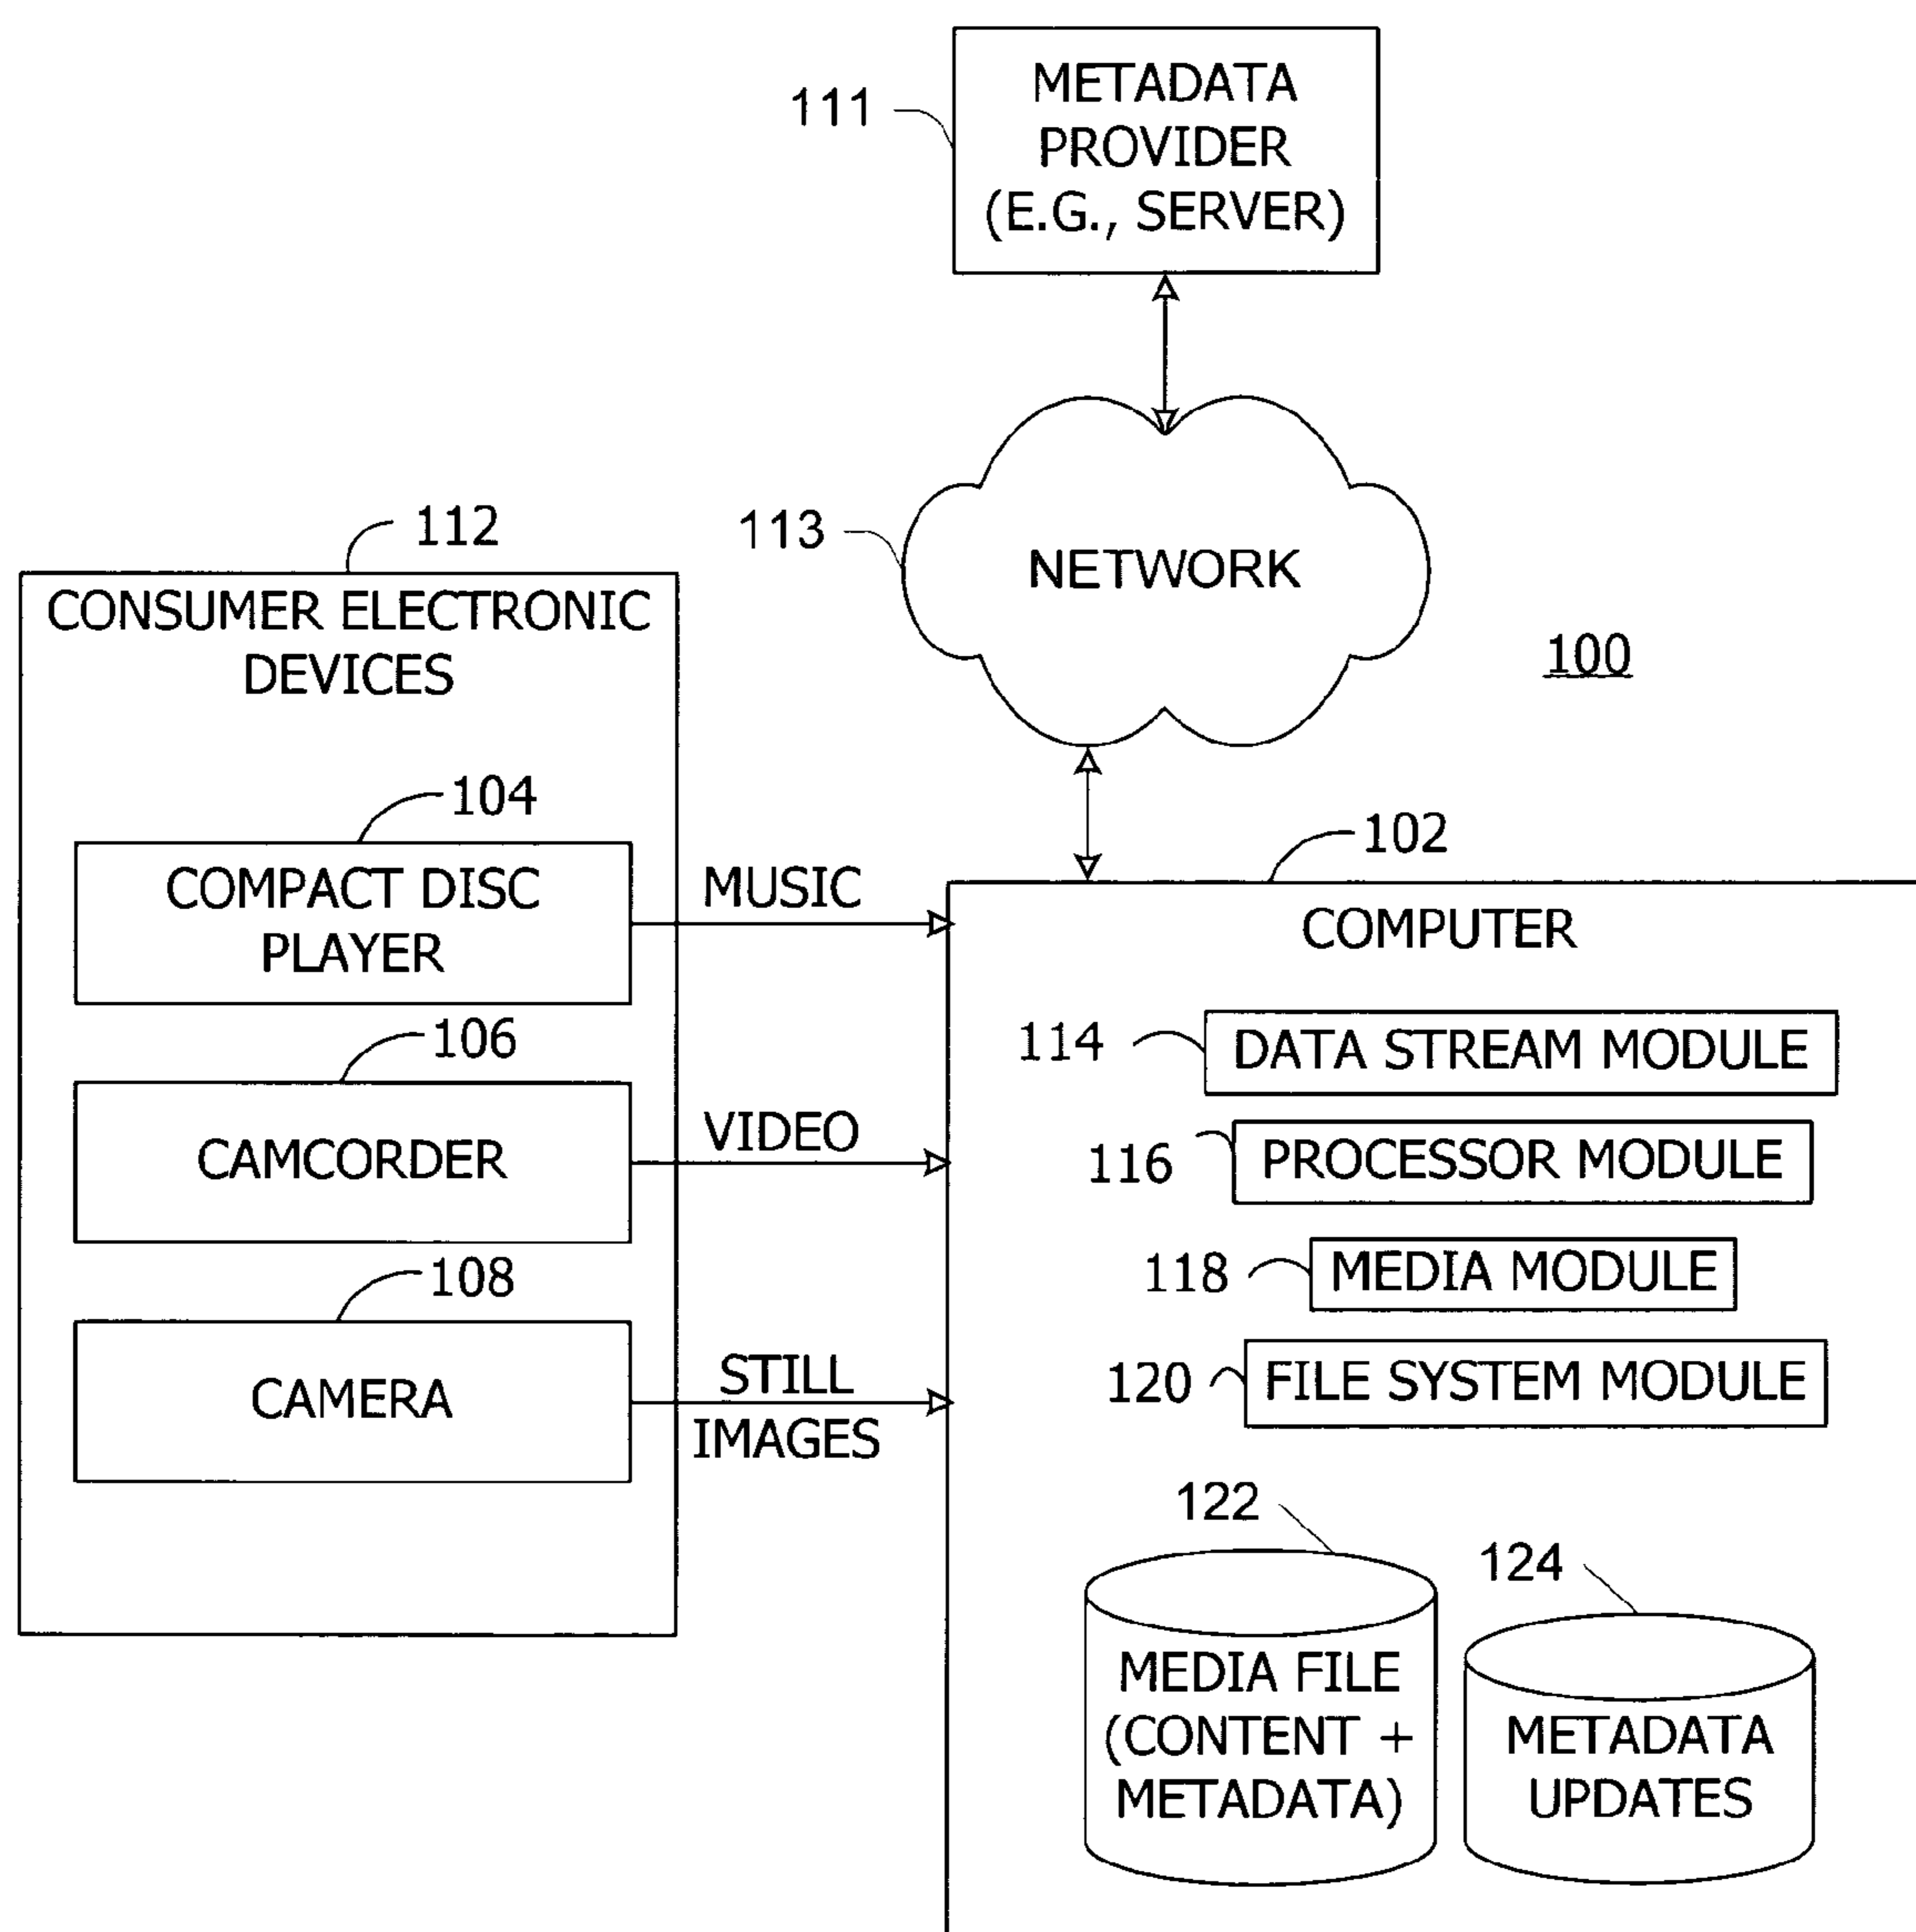 111
METADATA
PROVIDER
(E.G., SERVER)
113
NETWORK
100
112
CONSUMER ELECTRONIC
DEVICES
104
COMPACT DISC
PLAYER
MUSIC
106
CAMCORDER
VIDEO
108
CAMERA
STILL
IMAGES
102
COMPUTER
114
DATA STREAM MODULE
116
PROCESSOR MODULE
118
MEDIA MODULE
120
FILE SYSTEM MODULE
122
MEDIA FILE
(CONTENT +
METADATA)
124
METADATA
UPDATES